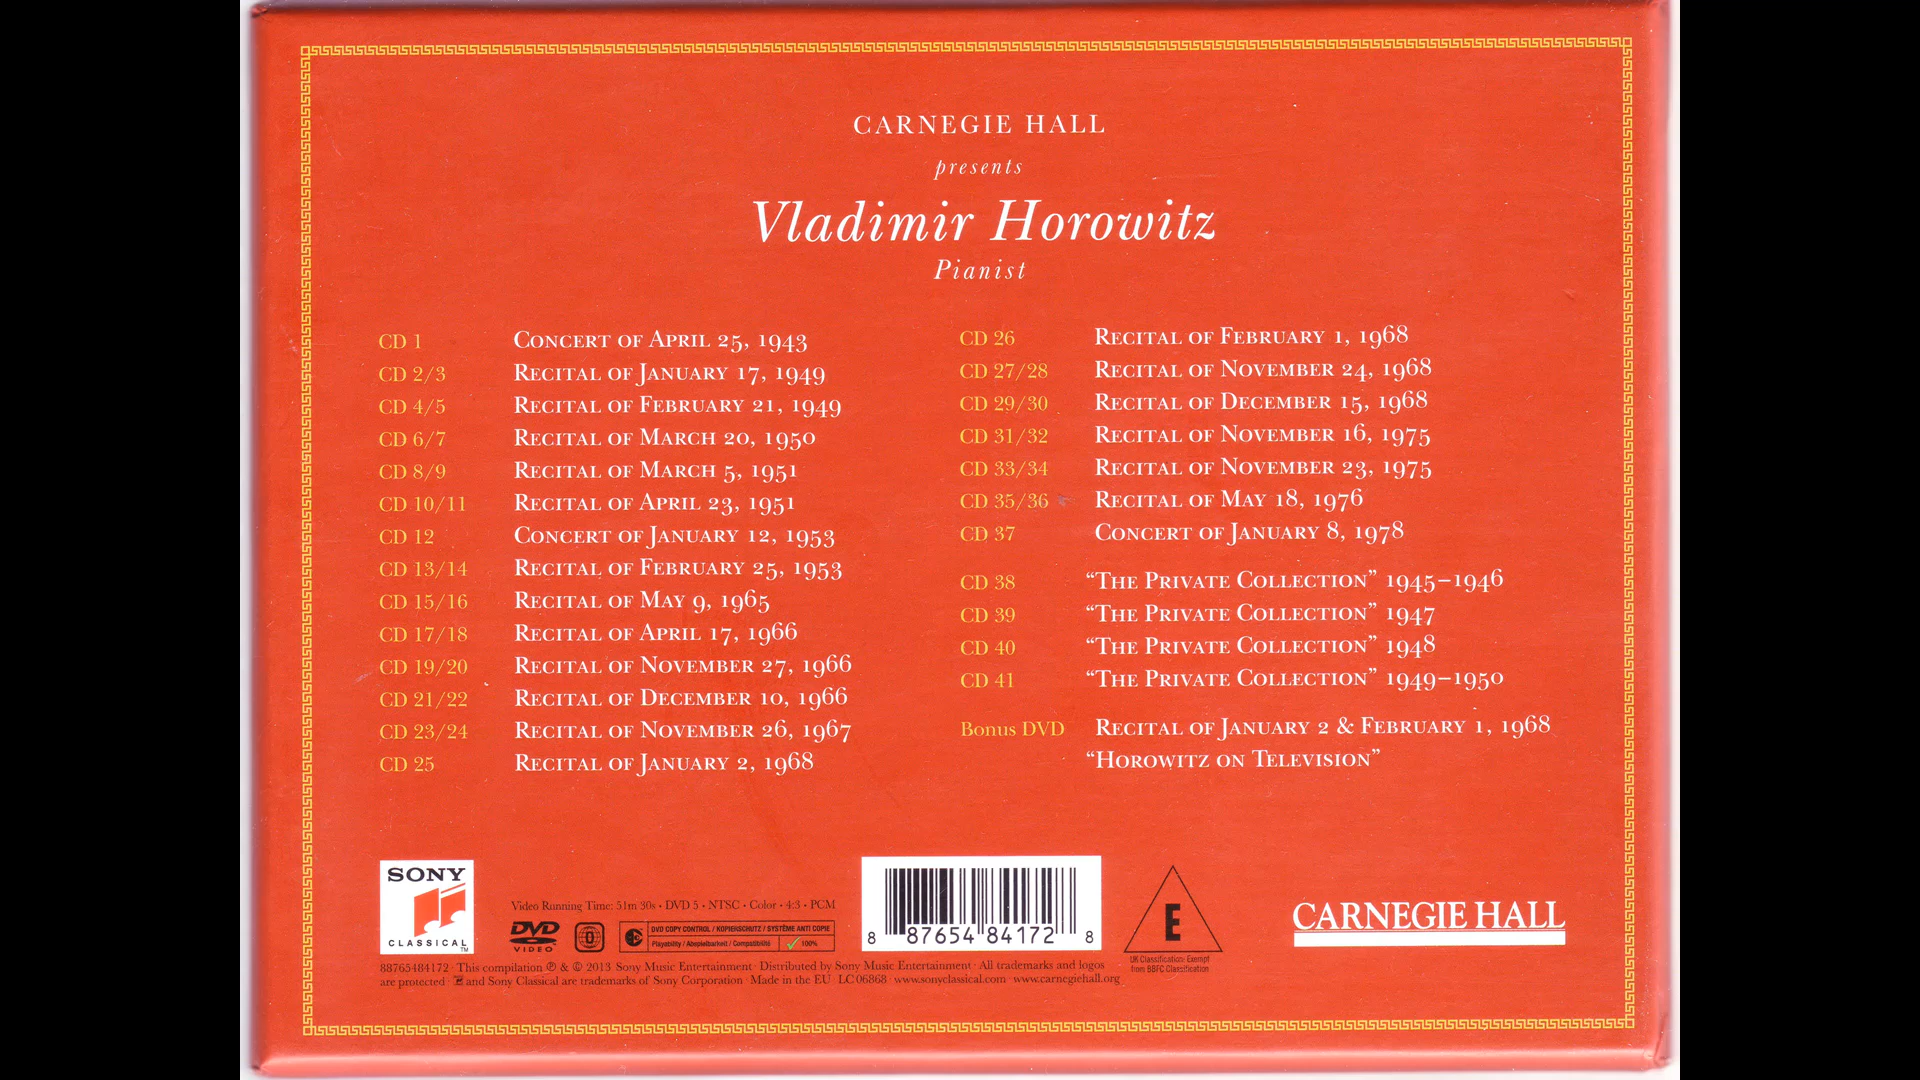 CARNEGIE HALL
presents
Vladimir Horowitz
Pianist
CD 1 Concert of April 25, 1943
CD 2/3 Recital of January 17, 1949
CD 4/5 Recital of February 21, 1949
CD 6/7 Recital of March 20, 1950
CD 8/9 Recital of March 5, 1951
CD 10/11 Recital of April 23, 1951
CD 12 Concert of January 12, 1953
CD 13/14 Recital of February 25, 1953
CD 15/16 Recital of May 9, 1965
CD 17/18 Recital of April 17, 1966
CD 19/20 Recital of November 27, 1966
CD 21/22 Recital of December 10, 1966
CD 23/24 Recital of November 26, 1967
CD 25 Recital of January 2, 1968
CD 26 Recital of February 1, 1968
CD 27/28 Recital of November 24, 1968
CD 29/30 Recital of December 15, 1968
CD 31/32 Recital of November 16, 1975
CD 33/34 Recital of November 23, 1975
CD 35/36 Recital of May 18, 1976
CD 37 Concert of January 8, 1978
CD 38 “The Private Collection” 1945–1946
CD 39 “The Private Collection” 1947
CD 40 “The Private Collection” 1948
CD 41 “The Private Collection” 1949–1950
Bonus DVD Recital of January 2 & February 1, 1968
“Horowitz on Television”
SONY
CLASSICAL™
Video Running Time: 51m 30s • DVD 5 • NTSC • Color • 4:3 • PCM
DVD VIDEO
0
DVD COPY CONTROL / KOPIERSCHUTZ / SYSTÈME ANTI COPIE
Playability / Abspielbarkeit / Compatibilité 100%
8 87654 84172 8
E
UK Classification: Exempt
from BBFC Classification
CARNEGIE HALL
88765484172 · This compilation ℗ & © 2013 Sony Music Entertainment · Distributed by Sony Music Entertainment · All trademarks and logos
are protected · and Sony Classical are trademarks of Sony Corporation · Made in the EU · LC 06868 · www.sonyclassical.com · www.carnegiehall.org